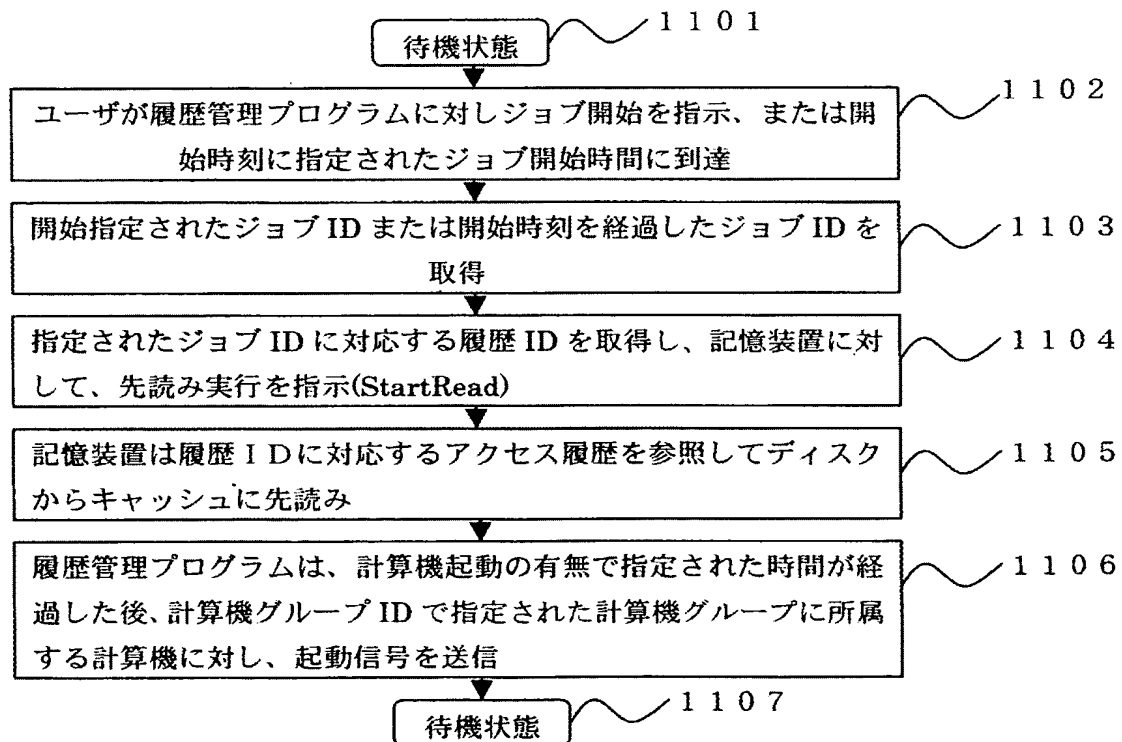 待機状態
1101
ユーザが履歴管理プログラムに対しジョブ開始を指示、または開
始時刻に指定されたジョブ開始時間に到達
1102
開始指定されたジョブ ID または開始時刻を経過したジョブ ID を
取得
1103
指定されたジョブ ID に対応する履歴 ID を取得し、記憶装置に対
して、先読み実行を指示(StartRead)
1104
記憶装置は履歴IDに対応するアクセス履歴を参照してディスク
からキャッシュに先読み
1105
履歴管理プログラムは、計算機起動の有無で指定された時間が経
過した後、計算機グループ ID で指定された計算機グループに所属
する計算機に対し、起動信号を送信
1106
待機状態
1107